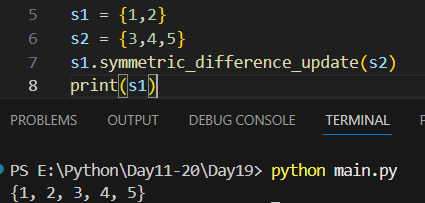 5 s1 = {1,2}
6 s2 = {3,4,5}
7 s1.symmetric_difference_update(s2)
8 print(s1)
PROBLEMS OUTPUT DEBUG CONSOLE TERMINAL
PS E:\Python\Day11-20\Day19> python main.py
{1, 2, 3, 4, 5}